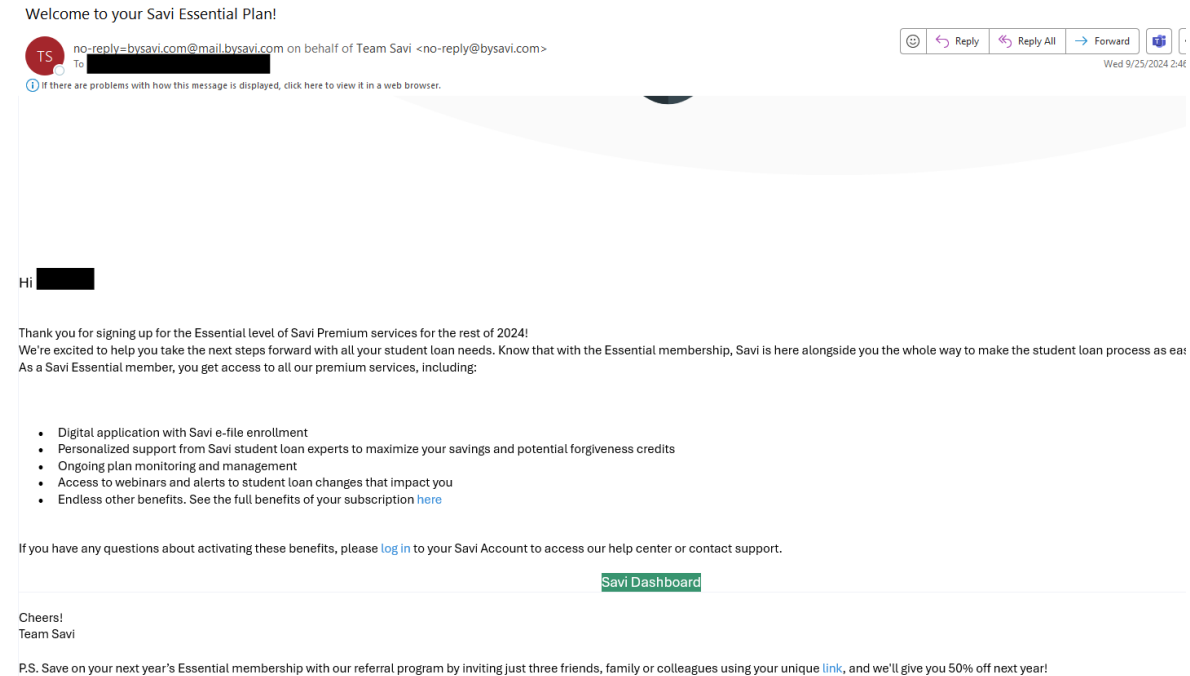 Welcome to your Savi Essential Plan!
TS
no-reply=bysavi.com@mail.bysavi.com on behalf of Team Savi <no-reply@bysavi.com>
To
Reply
Reply All
Forward
Wed 9/25/2024 2:46
If there are problems with how this message is displayed, click here to view it in a web browser.
Hi
Thank you for signing up for the Essential level of Savi Premium services for the rest of 2024!
We're excited to help you take the next steps forward with all your student loan needs. Know that with the Essential membership, Savi is here alongside you the whole way to make the student loan process as eas
As a Savi Essential member, you get access to all our premium services, including:
• Digital application with Savi e-file enrollment
• Personalized support from Savi student loan experts to maximize your savings and potential forgiveness credits
• Ongoing plan monitoring and management
• Access to webinars and alerts to student loan changes that impact you
• Endless other benefits. See the full benefits of your subscription here
If you have any questions about activating these benefits, please log in to your Savi Account to access our help center or contact support.
Savi Dashboard
Cheers!
Team Savi
P.S. Save on your next year's Essential membership with our referral program by inviting just three friends, family or colleagues using your unique link, and we'll give you 50% off next year!